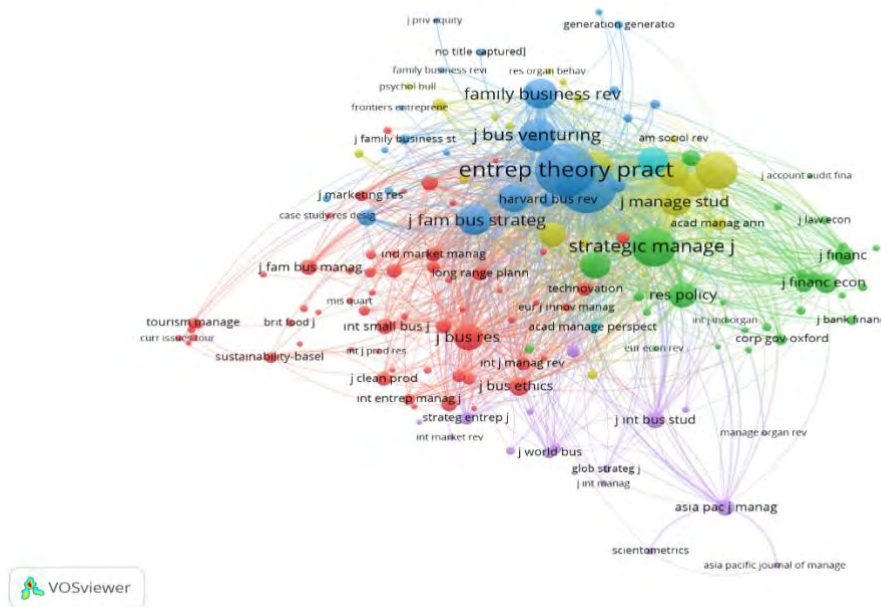 j priv equity
generation generatio
no title captured]
family business revi
res organ behav
psychol bull
family business rev
frontiers entreprene
j family business st
j bus venturing
am sociol rev
entrep theory pract
j account audit fina
j marketing res
harvard bus rev
j manage stud
case study res desig
j fam bus strateg
acad manag ann
j law econ
ind market manag
strategic manage j
j financ
j fam bus manag
long range plann
technovation
j financ econ
mis quart
res policy
eur j innov manag
tourism manage
brit food j
int small bus j
acad manage perspect
int j ind organ
j bank financ
curr issues tour
j bus res
corp gov-oxford
sustainability-basel
int j prod res
int j manag rev
eur econ rev
j clean prod
j bus ethics
int entrep manag j
strateg entrep j
j int bus stud
int market rev
manage organ rev
j world bus
glob strateg j
j int manag
asia pac j manag
scientometrics
asia pacific journal of manage
VOSviewer